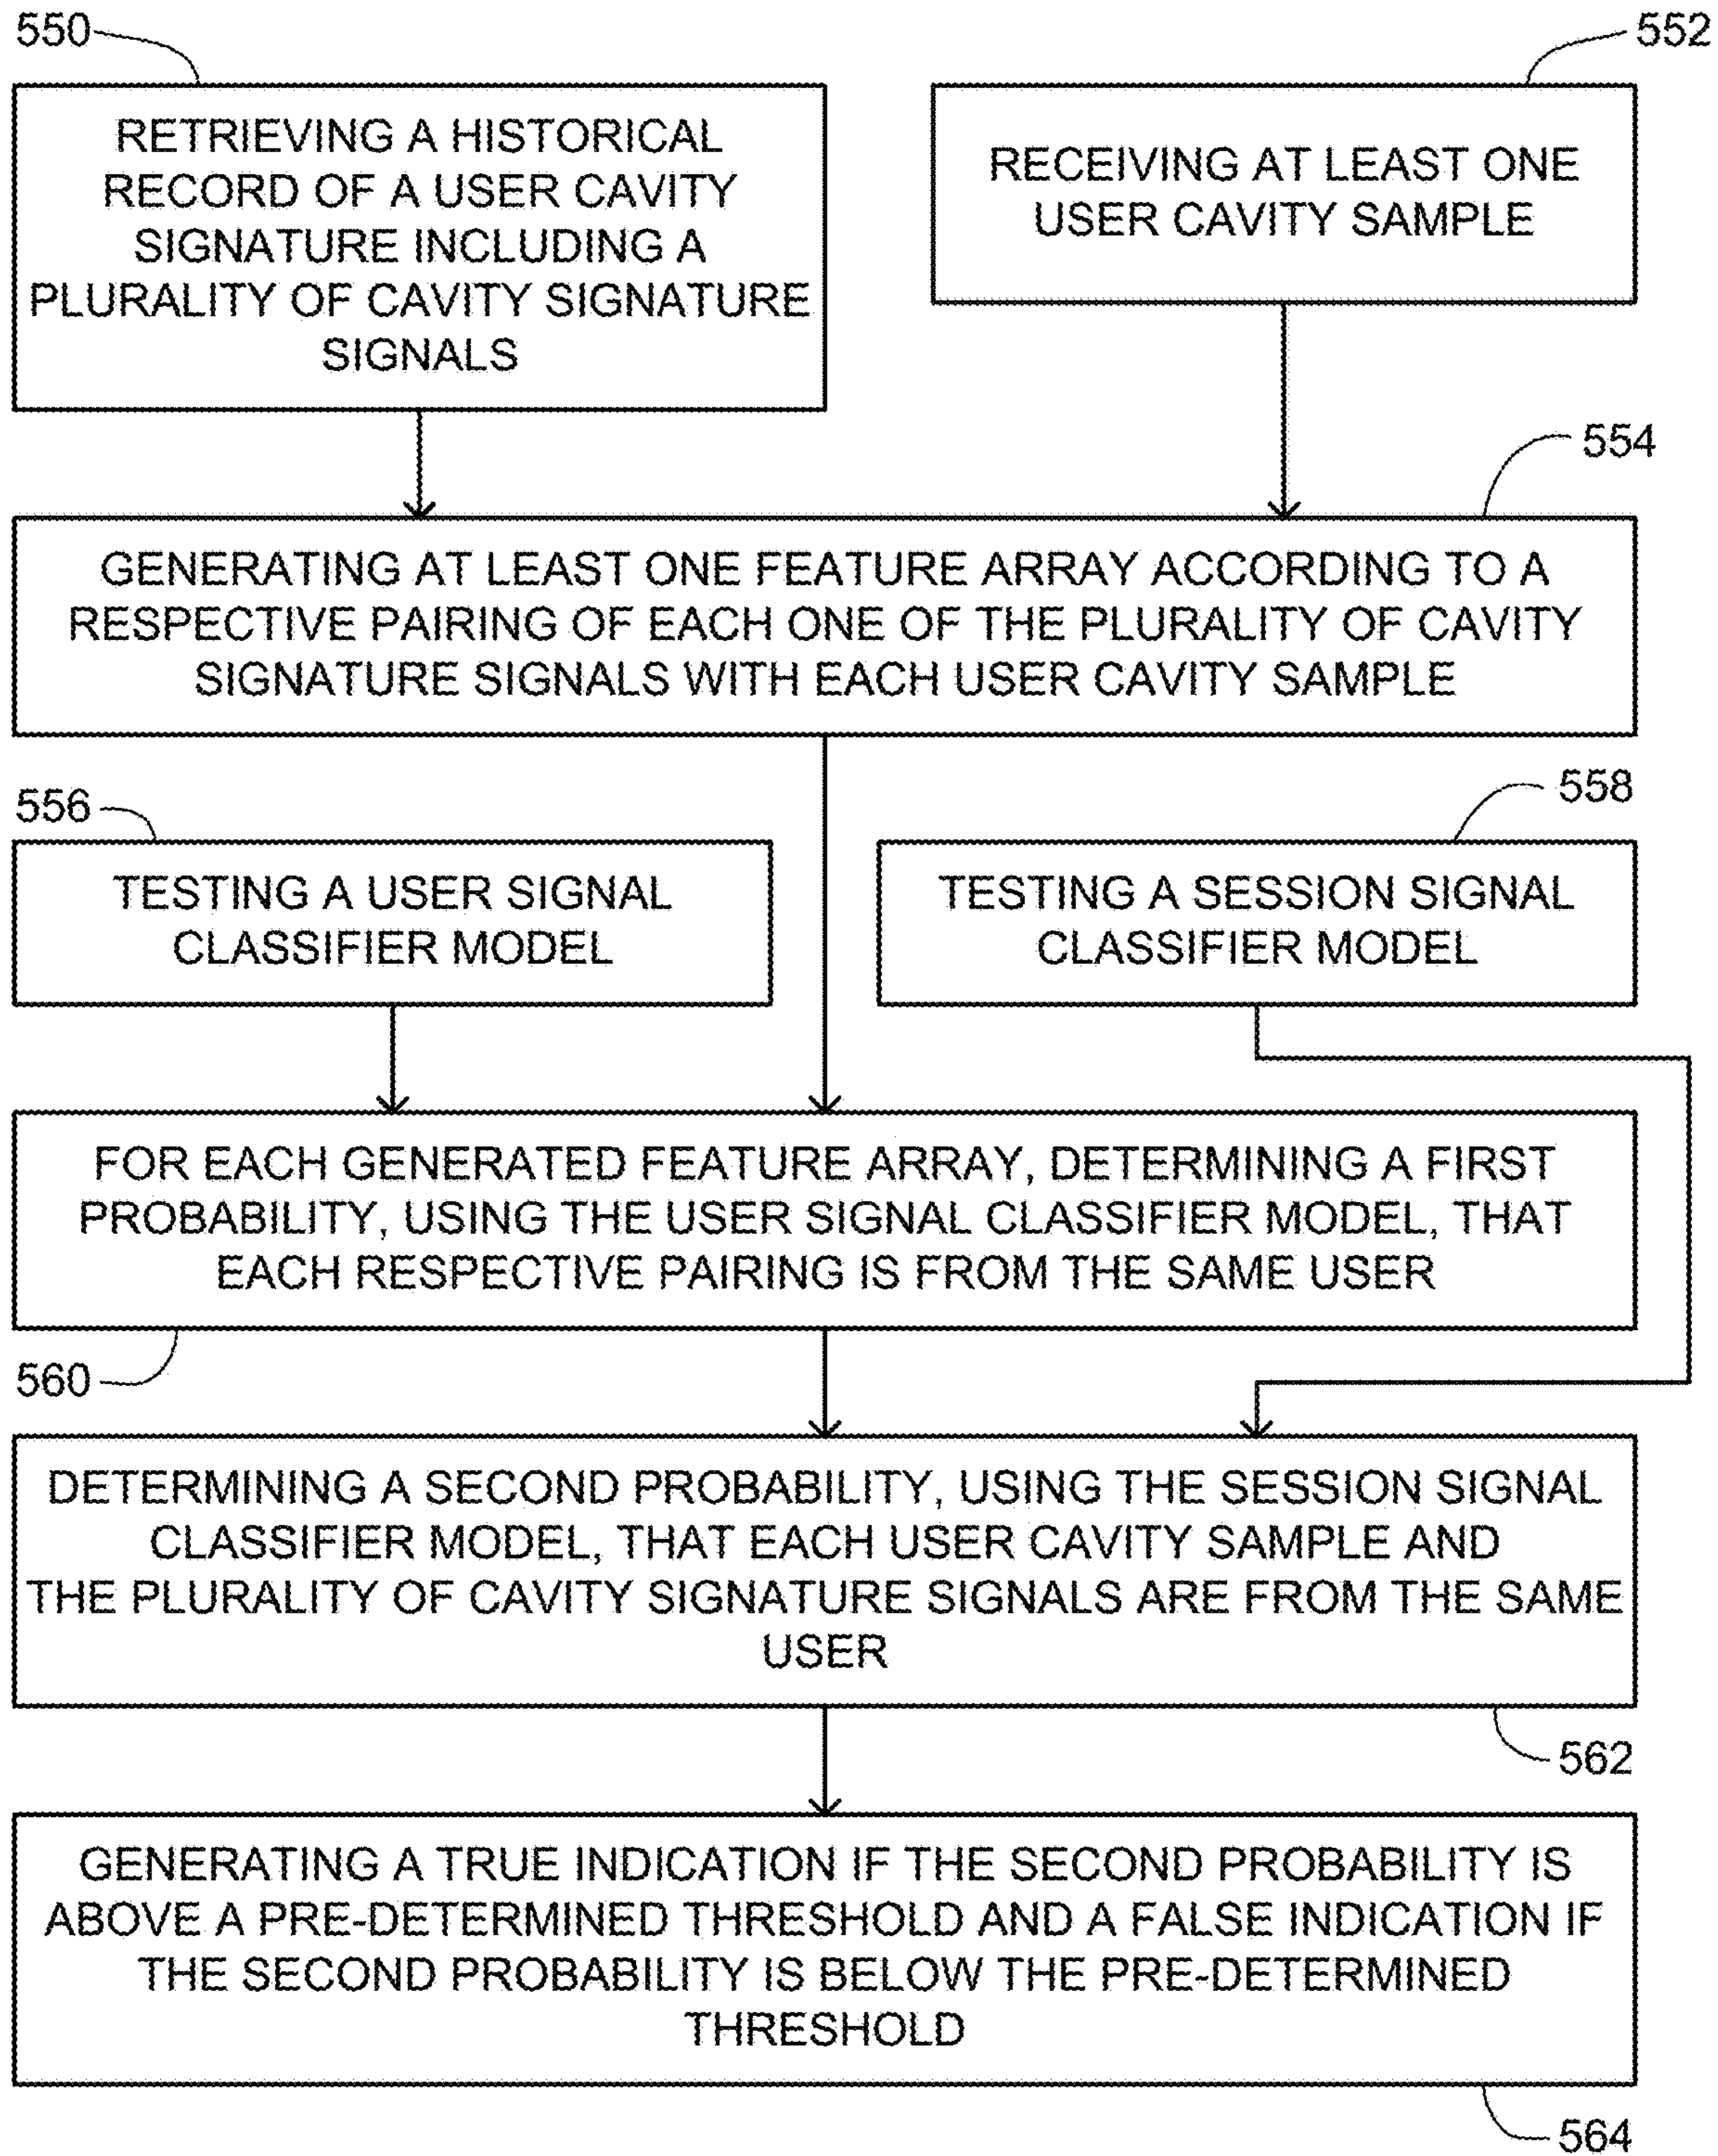 550
552
RETRIEVING A HISTORICAL
RECORD OF A USER CAVITY
SIGNATURE INCLUDING A
PLURALITY OF CAVITY SIGNATURE
SIGNALS
RECEIVING AT LEAST ONE
USER CAVITY SAMPLE
554
GENERATING AT LEAST ONE FEATURE ARRAY ACCORDING TO A
RESPECTIVE PAIRING OF EACH ONE OF THE PLURALITY OF CAVITY
SIGNATURE SIGNALS WITH EACH USER CAVITY SAMPLE
556
558
TESTING A USER SIGNAL
CLASSIFIER MODEL
TESTING A SESSION SIGNAL
CLASSIFIER MODEL
FOR EACH GENERATED FEATURE ARRAY, DETERMINING A FIRST
PROBABILITY, USING THE USER SIGNAL CLASSIFIER MODEL, THAT
EACH RESPECTIVE PAIRING IS FROM THE SAME USER
560
DETERMINING A SECOND PROBABILITY, USING THE SESSION SIGNAL
CLASSIFIER MODEL, THAT EACH USER CAVITY SAMPLE AND
THE PLURALITY OF CAVITY SIGNATURE SIGNALS ARE FROM THE SAME
USER
562
GENERATING A TRUE INDICATION IF THE SECOND PROBABILITY IS
ABOVE A PRE-DETERMINED THRESHOLD AND A FALSE INDICATION IF
THE SECOND PROBABILITY IS BELOW THE PRE-DETERMINED
THRESHOLD
564